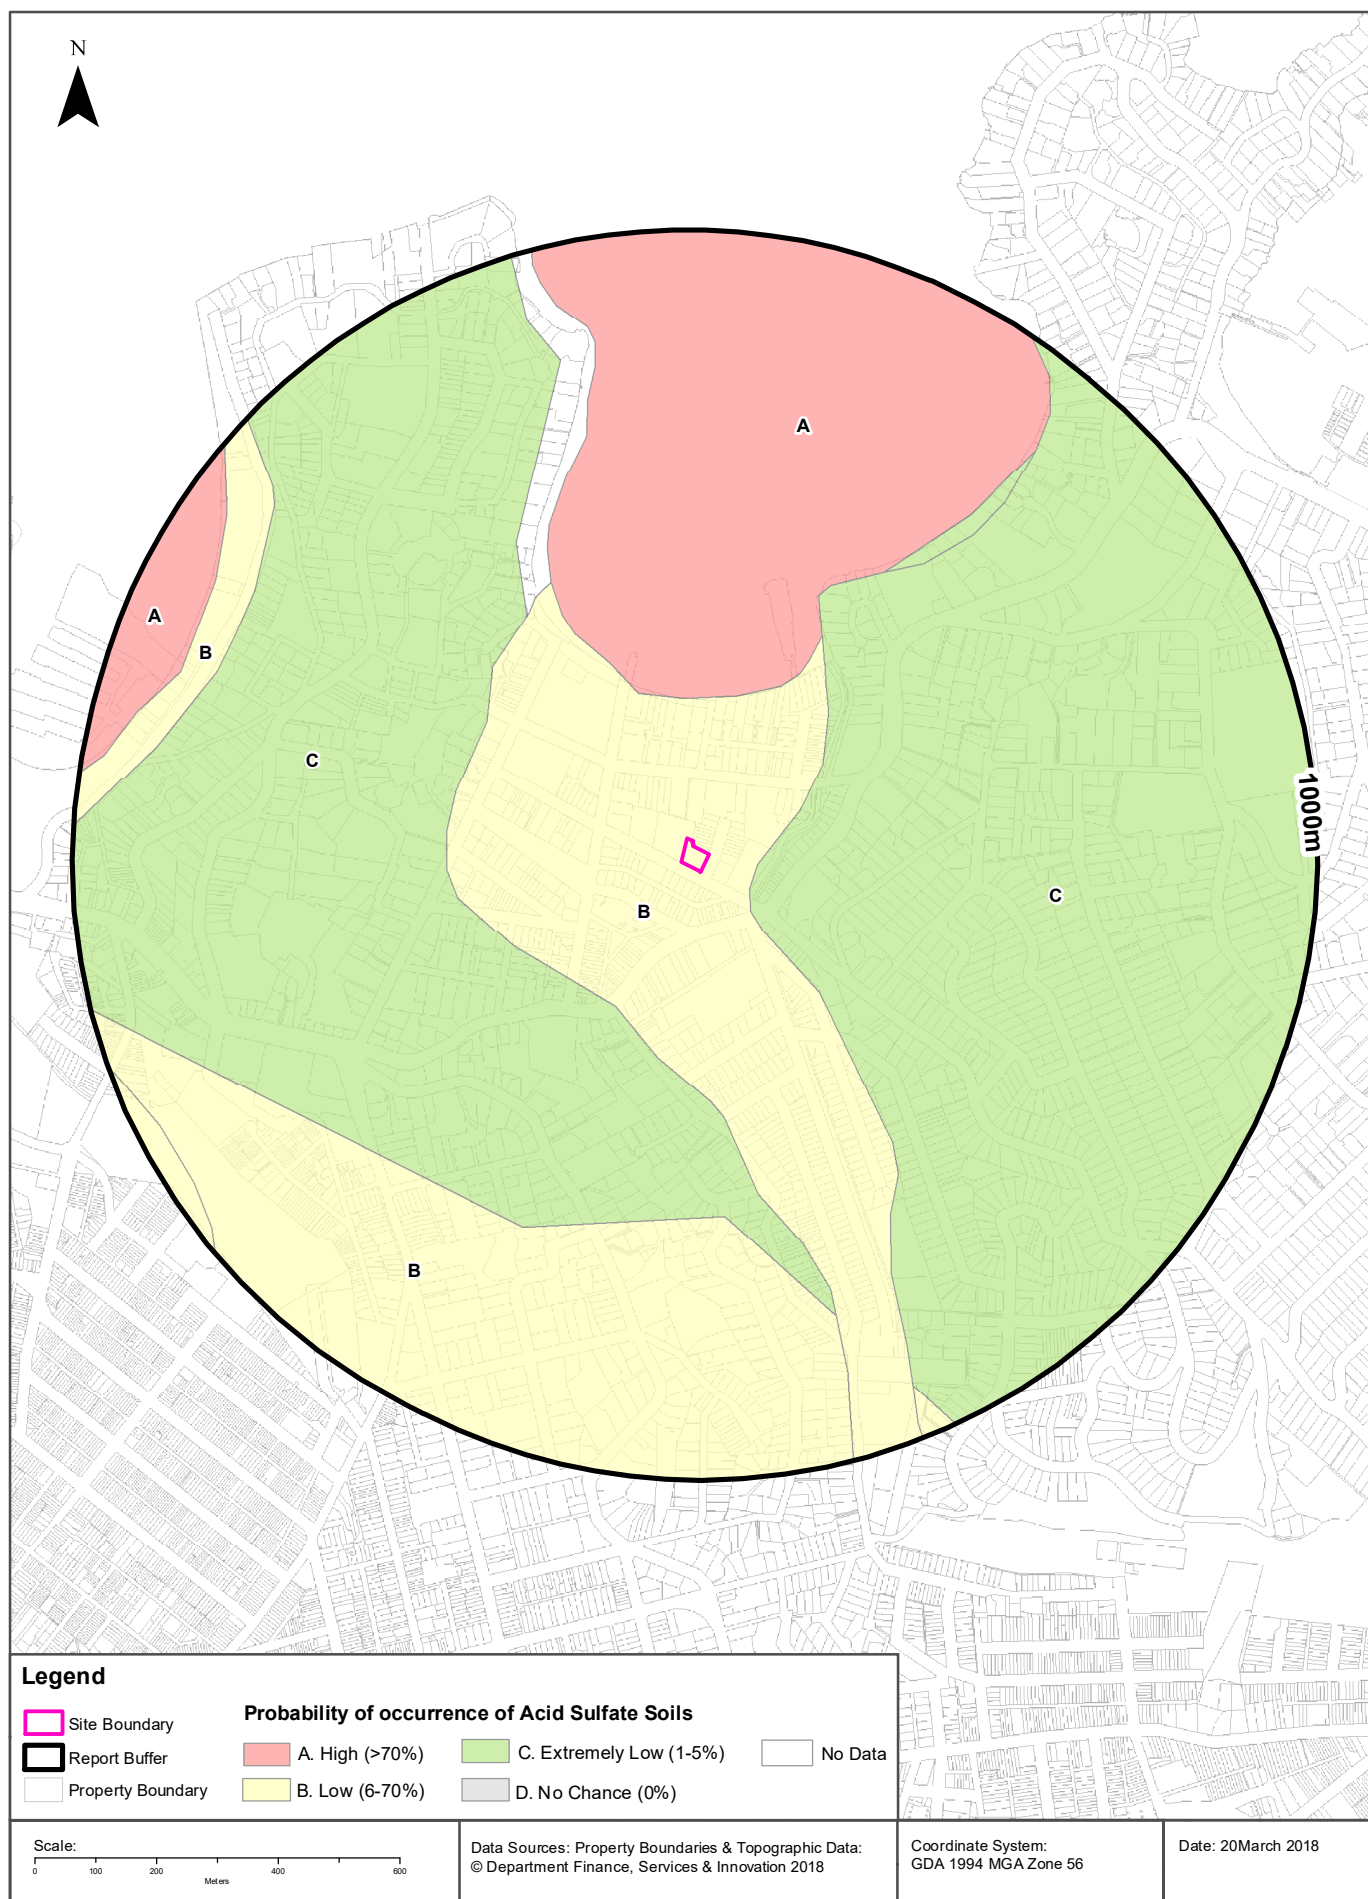 N
A
A
B
C
1000m
C
B
B
Legend
Site Boundary
Report Buffer
Property Boundary
Probability of occurrence of Acid Sulfate Soils
A. High (>70%)
C. Extremely Low (1-5%)
No Data
B. Low (6-70%)
D. No Chance (0%)
Scale:
0 100 200 400 600
Meters
Data Sources: Property Boundaries & Topographic Data:
© Department Finance, Services & Innovation 2018
Coordinate System:
GDA 1994 MGA Zone 56
Date: 20March 2018